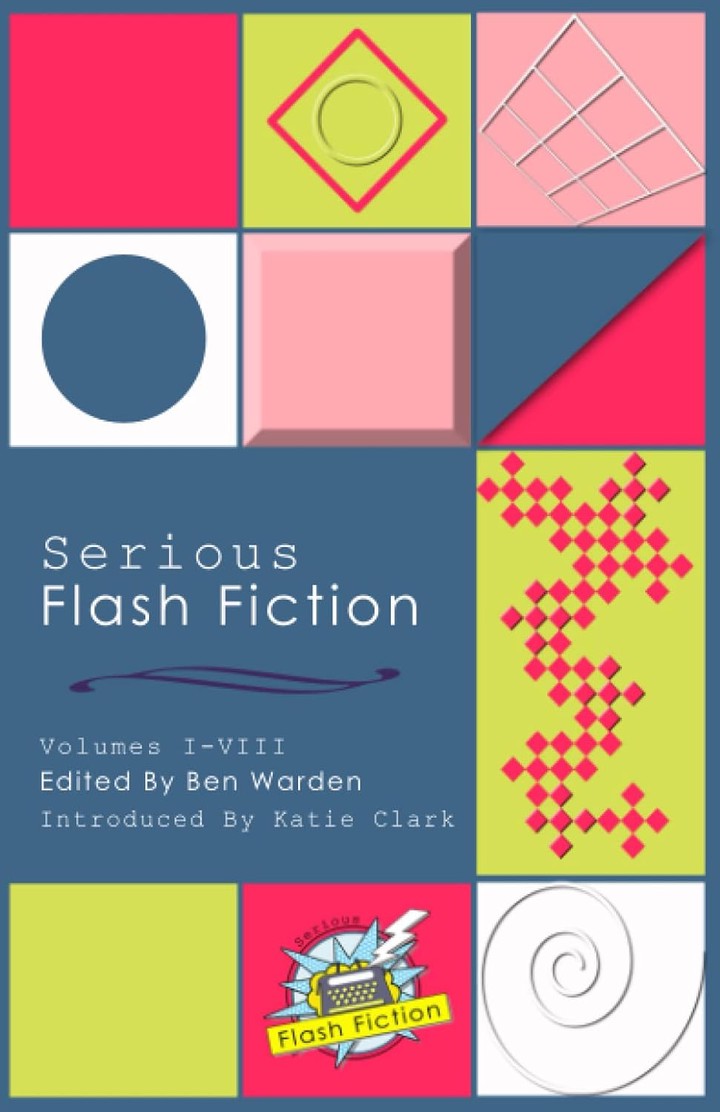 Serious
Flash Fiction
Volumes I-VIII
Edited By Ben Warden
Introduced By Katie Clark
Serious
Flash Fiction